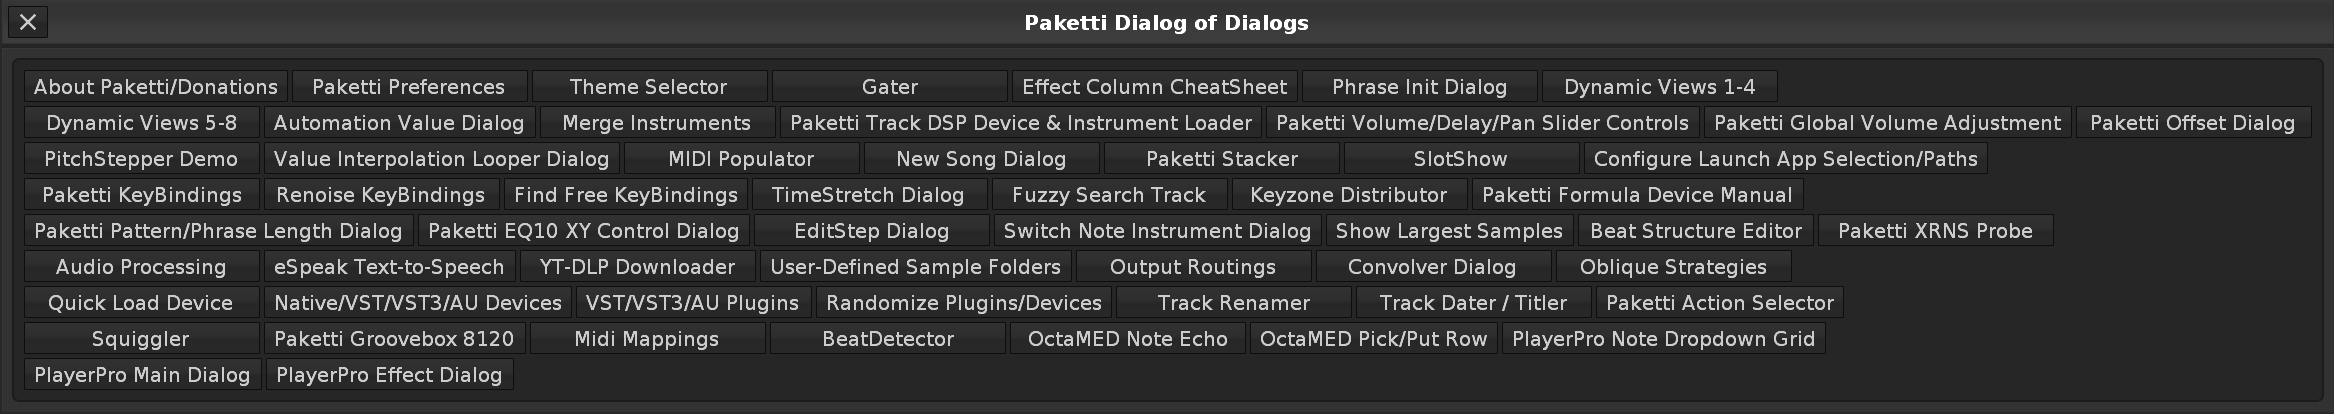 Paketti Dialog of Dialogs
About Paketti/Donations Paketti Preferences Theme Selector Gater Effect Column CheatSheet Phrase Init Dialog Dynamic Views 1-4
Dynamic Views 5-8 Automation Value Dialog Merge Instruments Paketti Track DSP Device & Instrument Loader Paketti Volume/Delay/Pan Slider Controls Paketti Global Volume Adjustment Paketti Offset Dialog
PitchStepper Demo Value Interpolation Looper Dialog MIDI Populator New Song Dialog Paketti Stacker SlotShow Configure Launch App Selection/Paths
Paketti KeyBindings Renoise KeyBindings Find Free KeyBindings TimeStretch Dialog Fuzzy Search Track Keyzone Distributor Paketti Formula Device Manual
Paketti Pattern/Phrase Length Dialog Paketti EQ10 XY Control Dialog EditStep Dialog Switch Note Instrument Dialog Show Largest Samples Beat Structure Editor Paketti XRNS Probe
Audio Processing eSpeak Text-to-Speech YT-DLP Downloader User-Defined Sample Folders Output Routings Convolver Dialog Oblique Strategies
Quick Load Device Native/VST/VST3/AU Devices VST/VST3/AU Plugins Randomize Plugins/Devices Track Renamer Track Dater / Titler Paketti Action Selector
Squiggler Paketti Groovebox 8120 Midi Mappings BeatDetector OctaMED Note Echo OctaMED Pick/Put Row PlayerPro Note Dropdown Grid
PlayerPro Main Dialog PlayerPro Effect Dialog